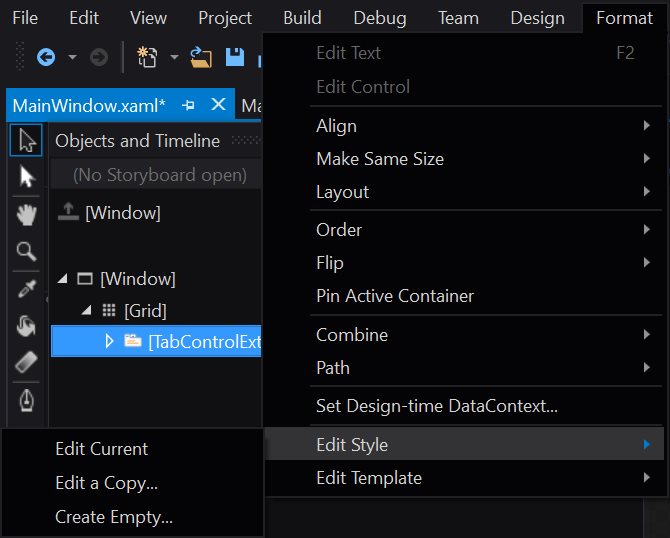 File Edit View Project Build Debug Team Design Format
MainWindow.xaml* Ma
Objects and Timeline
(No Storyboard open)
[Window]
[Window]
[Grid]
[TabControlExt
Edit Text F2
Edit Control
Align
Make Same Size
Layout
Order
Flip
Pin Active Container
Combine
Path
Set Design-time DataContext...
Edit Style
Edit Template
Edit Current
Edit a Copy...
Create Empty...